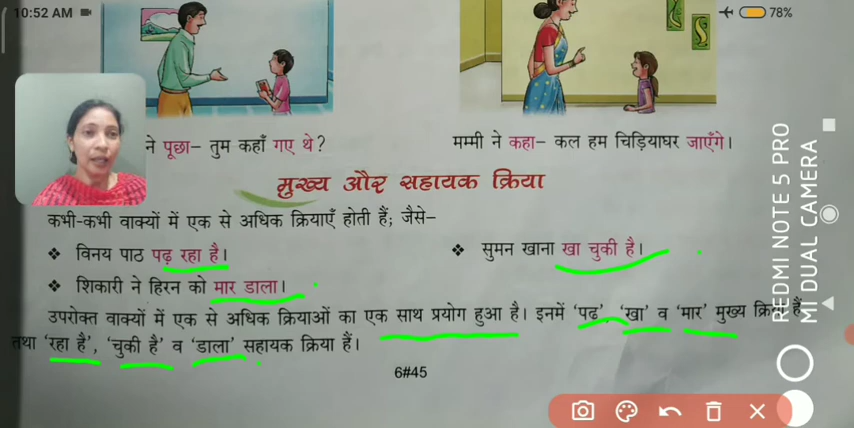 10:52 AM
78%
ने पूछा– तुम कहाँ गए थे?
मम्मी ने कहा– कल हम चिड़ियाघर जाएँगे।
मुख्य और सहायक क्रिया
कभी-कभी वाक्यों में एक से अधिक क्रियाएँ होती हैं; जैसे–
❖ विनय पाठ पढ़ रहा है।
❖ सुमन खाना खा चुकी है।
❖ शिकारी ने हिरन को मार डाला।
उपरोक्त वाक्यों में एक से अधिक क्रियाओं का एक साथ प्रयोग हुआ है। इनमें 'पढ़', 'खा' व 'मार' मुख्य क्रिया हैं
तथा 'रहा है', 'चुकी है' व 'डाला' सहायक क्रिया हैं।
6#45
REDMI NOTE 5 PRO
MI DUAL CAMERA